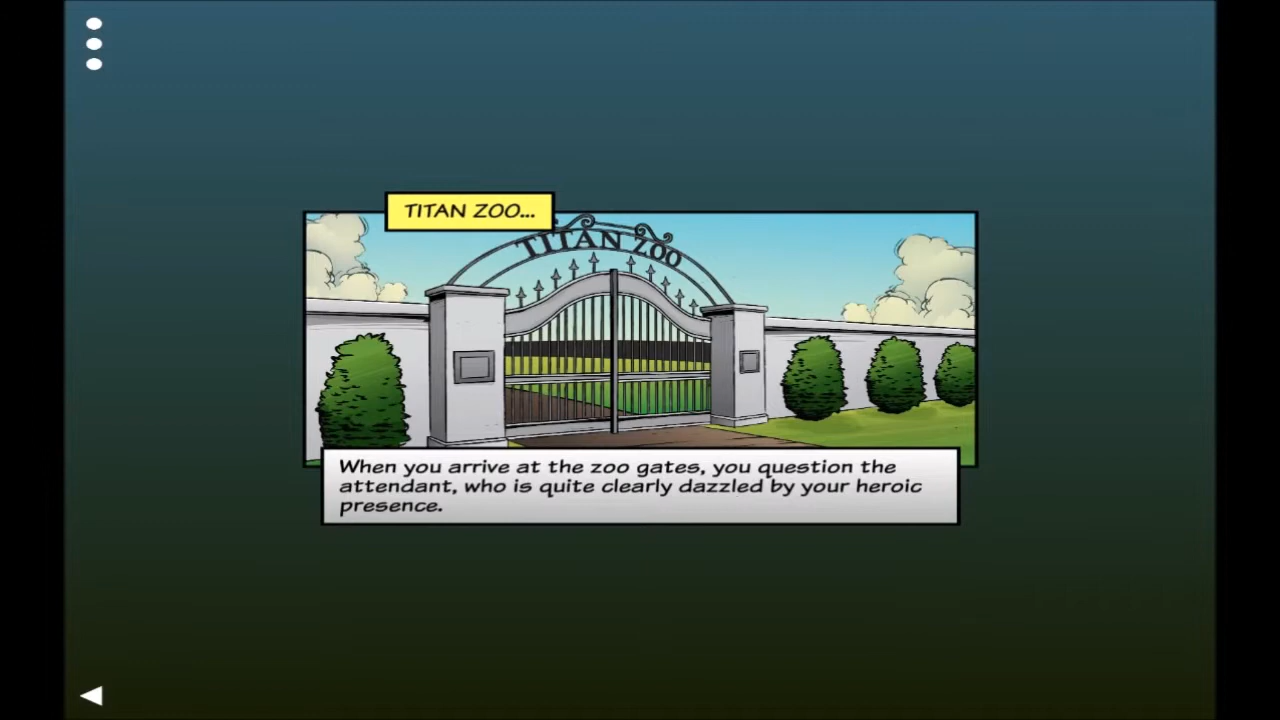 TITAN ZOO...
TITAN ZOO
When you arrive at the zoo gates, you question the
attendant, who is quite clearly dazzled by your heroic
presence.